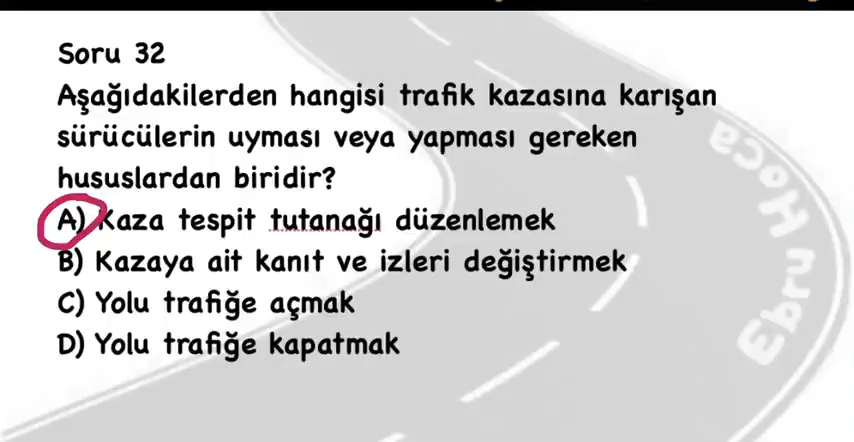 Soru 32
Aşağıdakilerden hangisi trafik kazasına karışan
sürücülerin uyması veya yapması gereken
hususlardan biridir?
A) Kaza tespit tutanağı düzenlemek
B) Kazaya ait kanıt ve izleri değiştirmek
C) Yolu trafiğe açmak
D) Yolu trafiğe kapatmak
Ebru Hoca